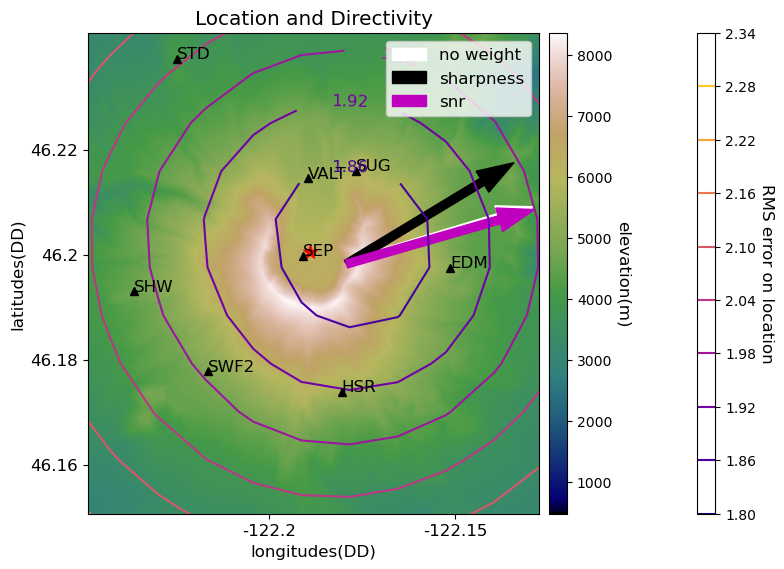 Location and Directivity
no weight
sharpness
snr
STD
1.92
1.86
VALT
SUG
SEP
EDM
SHW
SWF2
HSR
46.22
46.2
46.18
46.16
latitudes(DD)
-122.2
-122.15
longitudes(DD)
8000
7000
6000
5000
4000
3000
2000
1000
elevation(m)
2.34
2.28
2.22
2.16
2.10
2.04
1.98
1.92
1.86
1.80
RMS error on location